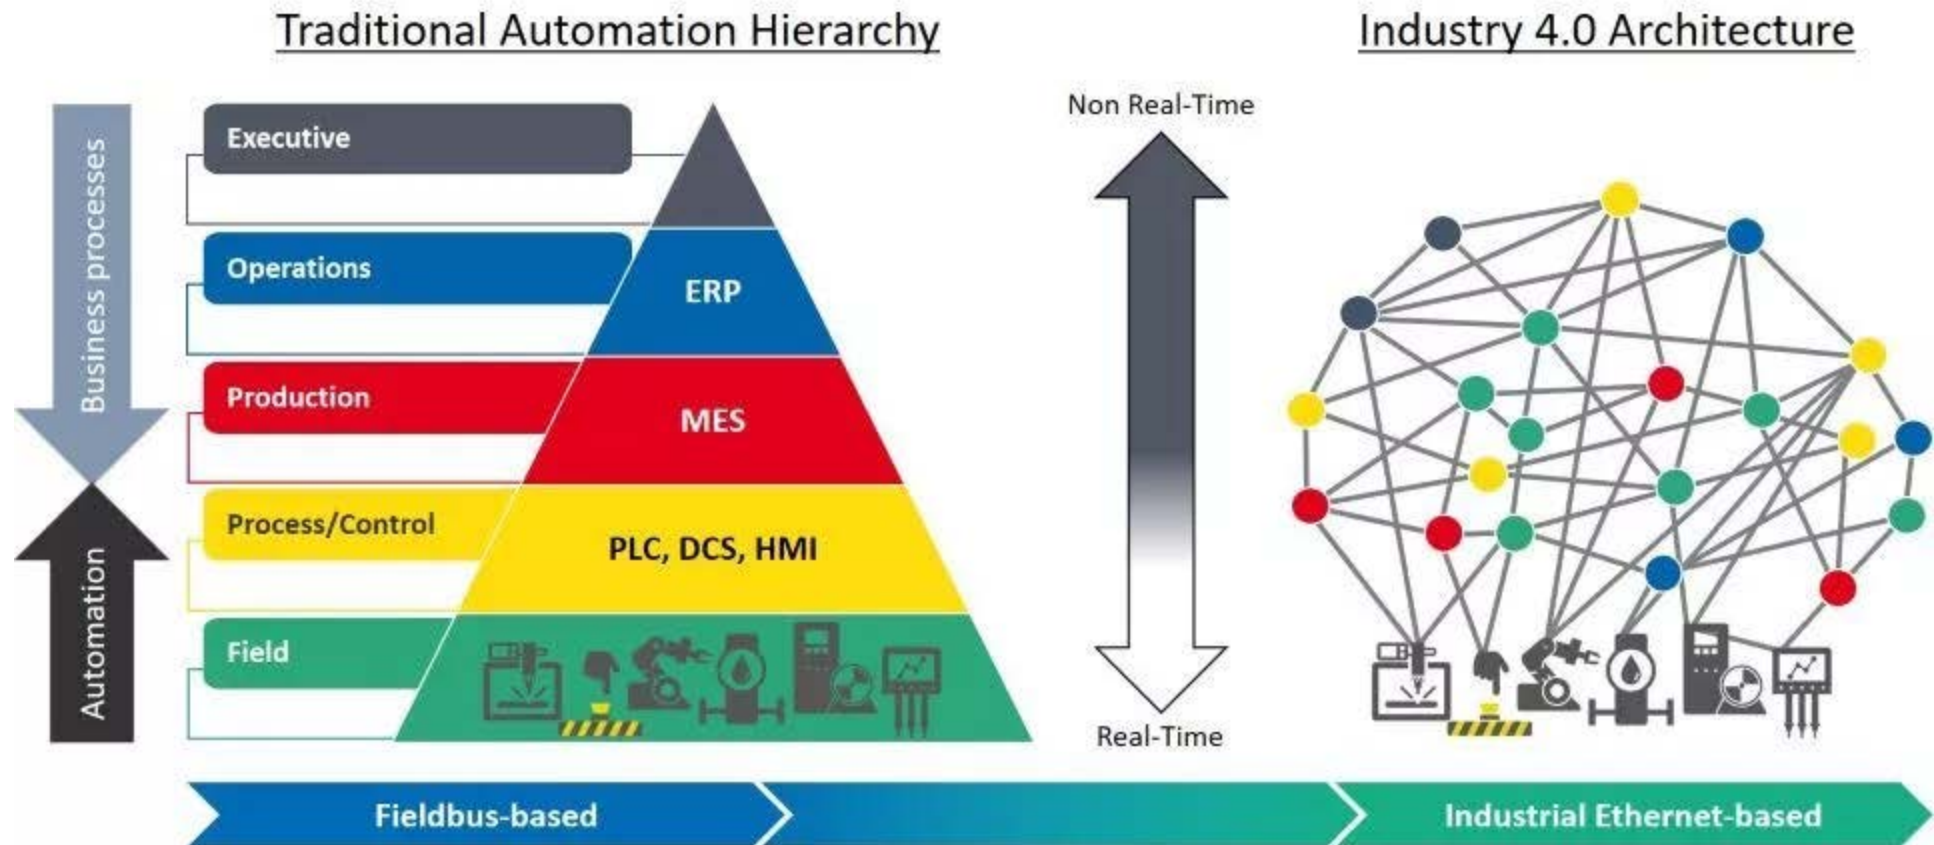 Traditional Automation Hierarchy
Industry 4.0 Architecture
Business processes
Automation
Executive
Operations
ERP
Production
MES
Process/Control
PLC, DCS, HMI
Field
Non Real-Time
Real-Time
Fieldbus-based
Industrial Ethernet-based